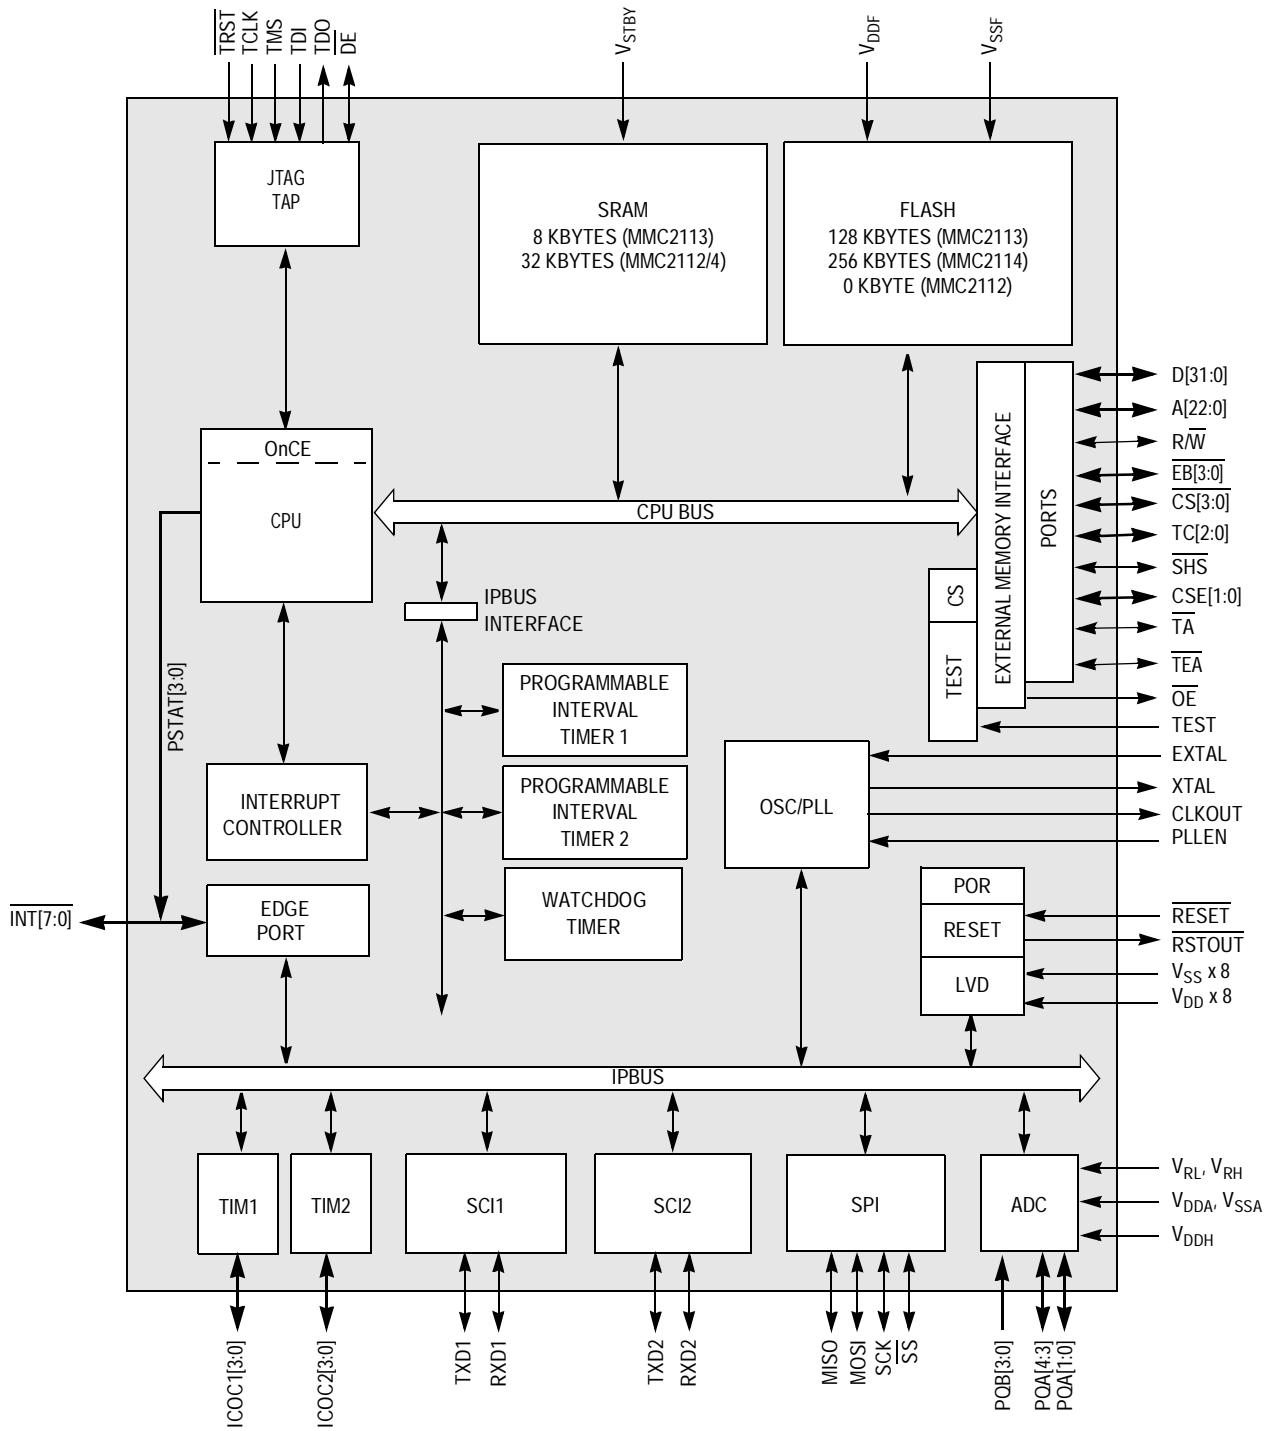 TRST
TCLK
TMS
TDI
TDO
DE
VSTBY
VDDF
VSSF
JTAG
TAP
SRAM
8 KBYTES (MMC2113)
32 KBYTES (MMC2112/4)
FLASH
128 KBYTES (MMC2113)
256 KBYTES (MMC2114)
0 KBYTE (MMC2112)
OnCE
CPU
CPU BUS
EXTERNAL MEMORY INTERFACE
PORTS
CS
TEST
D[31:0]
A[22:0]
R/W
EB[3:0]
CS[3:0]
TC[2:0]
SHS
CSE[1:0]
TA
TEA
OE
TEST
EXTAL
XTAL
CLKOUT
PLLEN
IPBUS
INTERFACE
PSTAT[3:0]
PROGRAMMABLE
INTERVAL
TIMER 1
PROGRAMMABLE
INTERVAL
TIMER 2
WATCHDOG
TIMER
OSC/PLL
INTERRUPT
CONTROLLER
EDGE
PORT
INT[7:0]
POR
RESET
LVD
RESET
RSTOUT
VSS x 8
VDD x 8
IPBUS
TIM1
TIM2
SCI1
SCI2
SPI
ADC
VRL, VRH
VDDA, VSSA
VDDH
ICOC1[3:0]
ICOC2[3:0]
TXD1
RXD1
TXD2
RXD2
MISO
MOSI
SCK
SS
PQB[3:0]
PQA[4:3]
PQA[1:0]